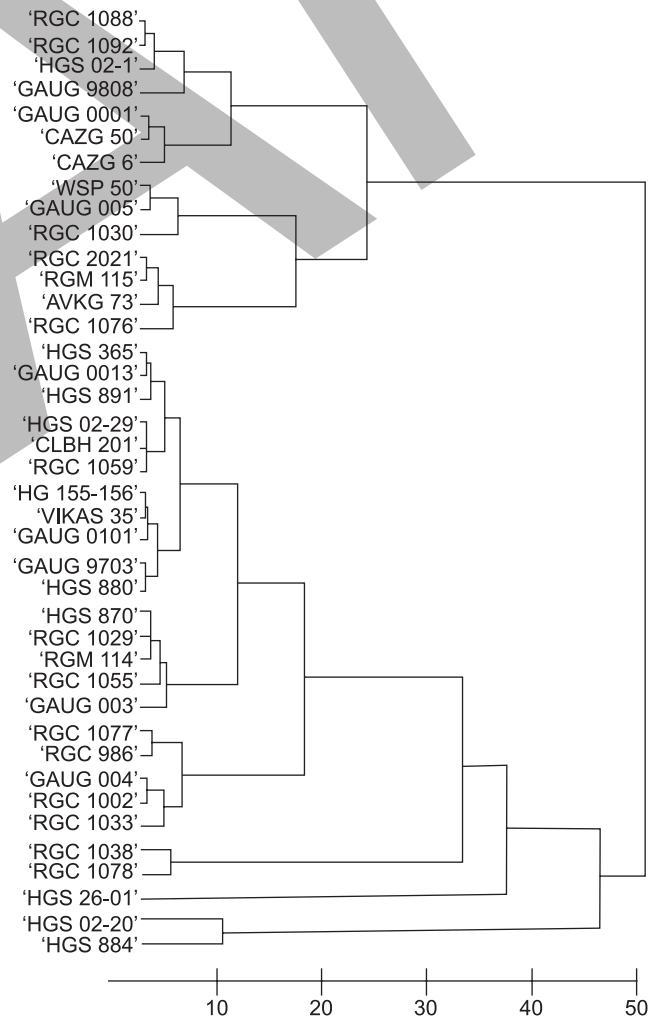 ‘RGC 1088’
‘RGC 1092’
‘HGS 02-1’
‘GAUG 9808’
‘GAUG 0001’
‘CAZG 50’
‘CAZG 6’
‘WSP 50’
‘GAUG 005’
‘RGC 1030’
‘RGC 2021’
‘RGM 115’
‘AVKG 73’
‘RGC 1076’
‘HGS 365’
‘GAUG 0013’
‘HGS 891’
‘HGS 02-29’
‘CLBH 201’
‘RGC 1059’
‘HG 155-156’
‘VIKAS 35’
‘GAUG 0101’
‘GAUG 9703’
‘HGS 880’
‘HGS 870’
‘RGC 1029’
‘RGM 114’
‘RGC 1055’
‘GAUG 003’
‘RGC 1077’
‘RGC 986’
‘GAUG 004’
‘RGC 1002’
‘RGC 1033’
‘RGC 1038’
‘RGC 1078’
‘HGS 26-01’
‘HGS 02-20’
‘HGS 884’
10 20 30 40 50